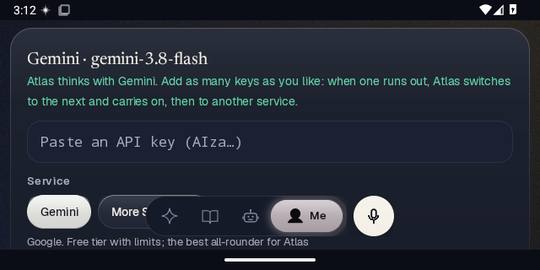 3:12
Gemini · gemini-3.8-flash
Atlas thinks with Gemini. Add as many keys as you like: when one runs out, Atlas switches
to the next and carries on, then to another service.
Paste an API key (AIza…)
Service
Gemini More S
Me
Google. Free tier with limits; the best all-rounder for Atlas